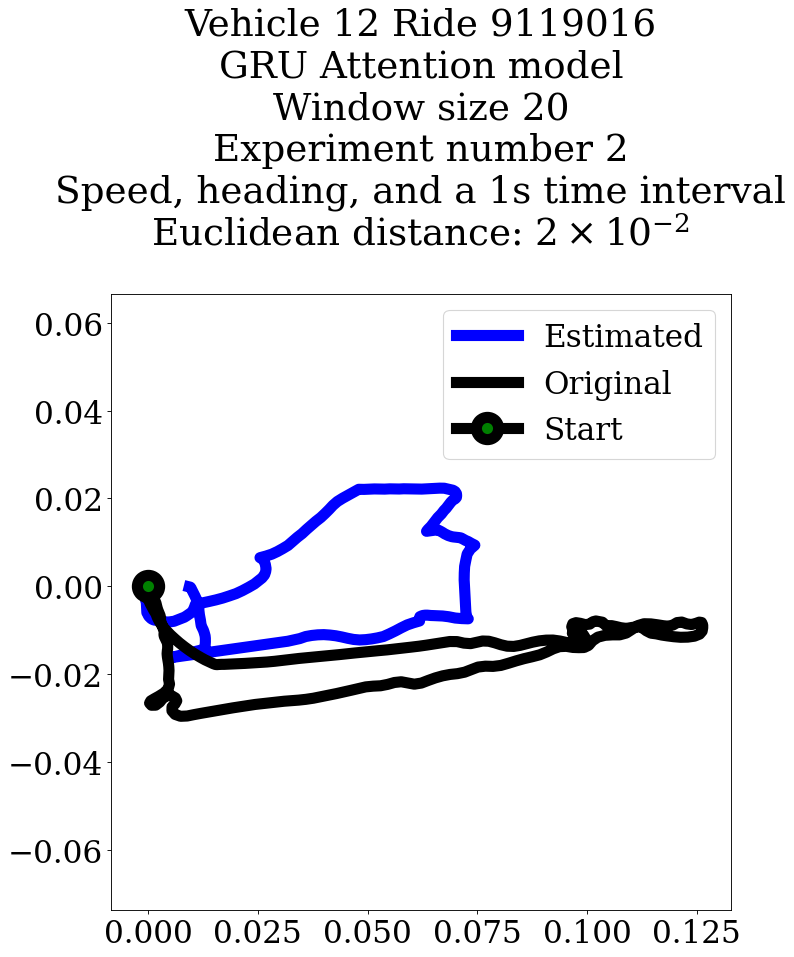 Vehicle 12 Ride 9119016
GRU Attention model
Window size 20
Experiment number 2
Speed, heading, and a 1s time interval
Euclidean distance: 2 × 10⁻²
Estimated
Original
Start
0.06
0.04
0.02
0.00
−0.02
−0.04
−0.06
0.000 0.025 0.050 0.075 0.100 0.125